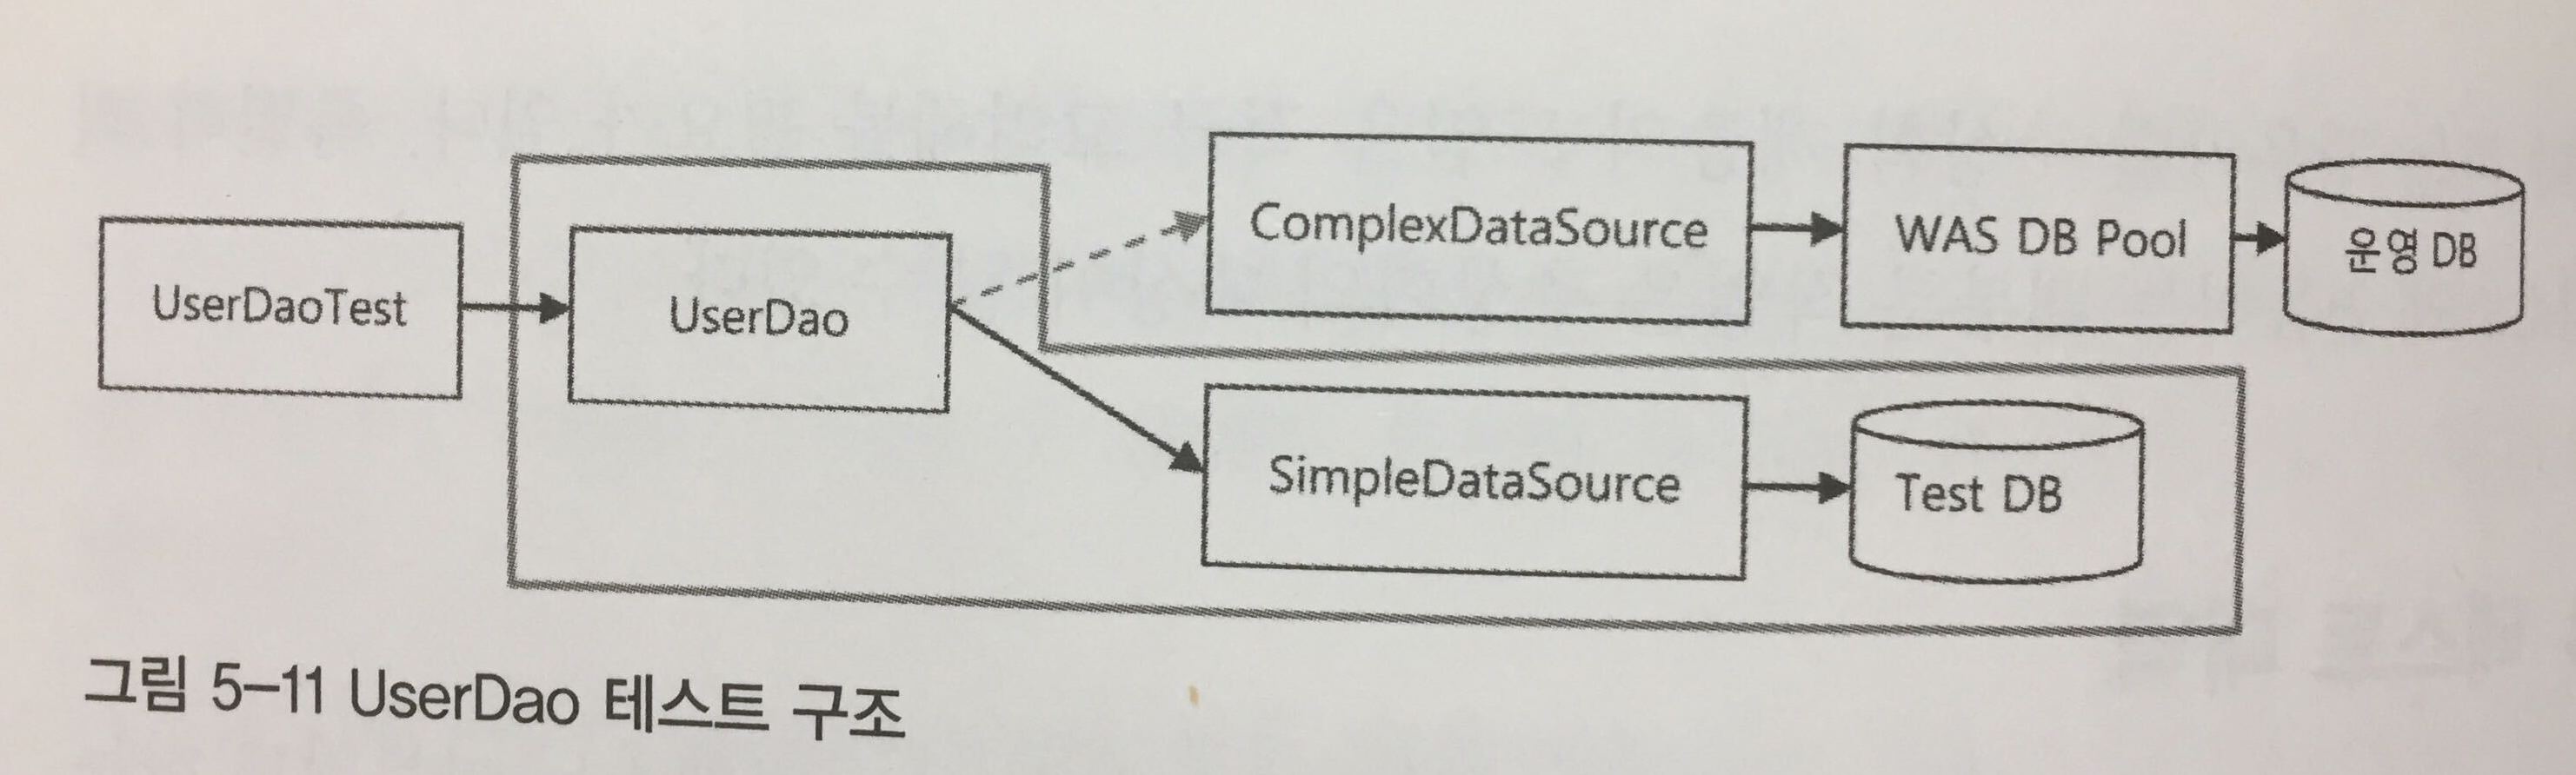 ComplexDataSource
WAS DB Pool
운영 DB
UserDaoTest
UserDao
SimpleDataSource
Test DB
그림 5-11 UserDao 테스트 구조